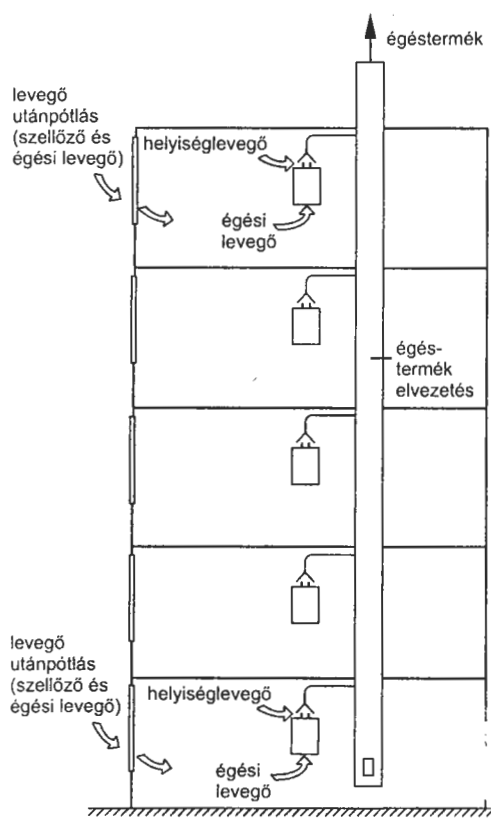 égéstermék
levegő
utánpótlás
(szellőző és
égési levegő)
helyiséglevegő
égési
levegő
égés-
termék
elvezetés
levegő
utánpótlás
(szellőző és
égési levegő)
helyiséglevegő
égési
levegő